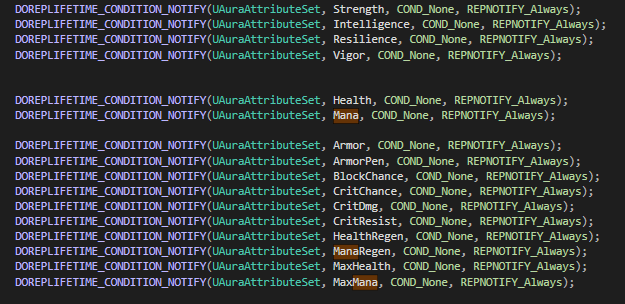 DOREPLIFETIME_CONDITION_NOTIFY(UAuraAttributeSet, Strength, COND_None, REPNOTIFY_Always);
DOREPLIFETIME_CONDITION_NOTIFY(UAuraAttributeSet, Intelligence, COND_None, REPNOTIFY_Always);
DOREPLIFETIME_CONDITION_NOTIFY(UAuraAttributeSet, Resilience, COND_None, REPNOTIFY_Always);
DOREPLIFETIME_CONDITION_NOTIFY(UAuraAttributeSet, Vigor, COND_None, REPNOTIFY_Always);
DOREPLIFETIME_CONDITION_NOTIFY(UAuraAttributeSet, Health, COND_None, REPNOTIFY_Always);
DOREPLIFETIME_CONDITION_NOTIFY(UAuraAttributeSet, Mana, COND_None, REPNOTIFY_Always);
DOREPLIFETIME_CONDITION_NOTIFY(UAuraAttributeSet, Armor, COND_None, REPNOTIFY_Always);
DOREPLIFETIME_CONDITION_NOTIFY(UAuraAttributeSet, ArmorPen, COND_None, REPNOTIFY_Always);
DOREPLIFETIME_CONDITION_NOTIFY(UAuraAttributeSet, BlockChance, COND_None, REPNOTIFY_Always);
DOREPLIFETIME_CONDITION_NOTIFY(UAuraAttributeSet, CritChance, COND_None, REPNOTIFY_Always);
DOREPLIFETIME_CONDITION_NOTIFY(UAuraAttributeSet, CritDmg, COND_None, REPNOTIFY_Always);
DOREPLIFETIME_CONDITION_NOTIFY(UAuraAttributeSet, CritResist, COND_None, REPNOTIFY_Always);
DOREPLIFETIME_CONDITION_NOTIFY(UAuraAttributeSet, HealthRegen, COND_None, REPNOTIFY_Always);
DOREPLIFETIME_CONDITION_NOTIFY(UAuraAttributeSet, ManaRegen, COND_None, REPNOTIFY_Always);
DOREPLIFETIME_CONDITION_NOTIFY(UAuraAttributeSet, MaxHealth, COND_None, REPNOTIFY_Always);
DOREPLIFETIME_CONDITION_NOTIFY(UAuraAttributeSet, MaxMana, COND_None, REPNOTIFY_Always);